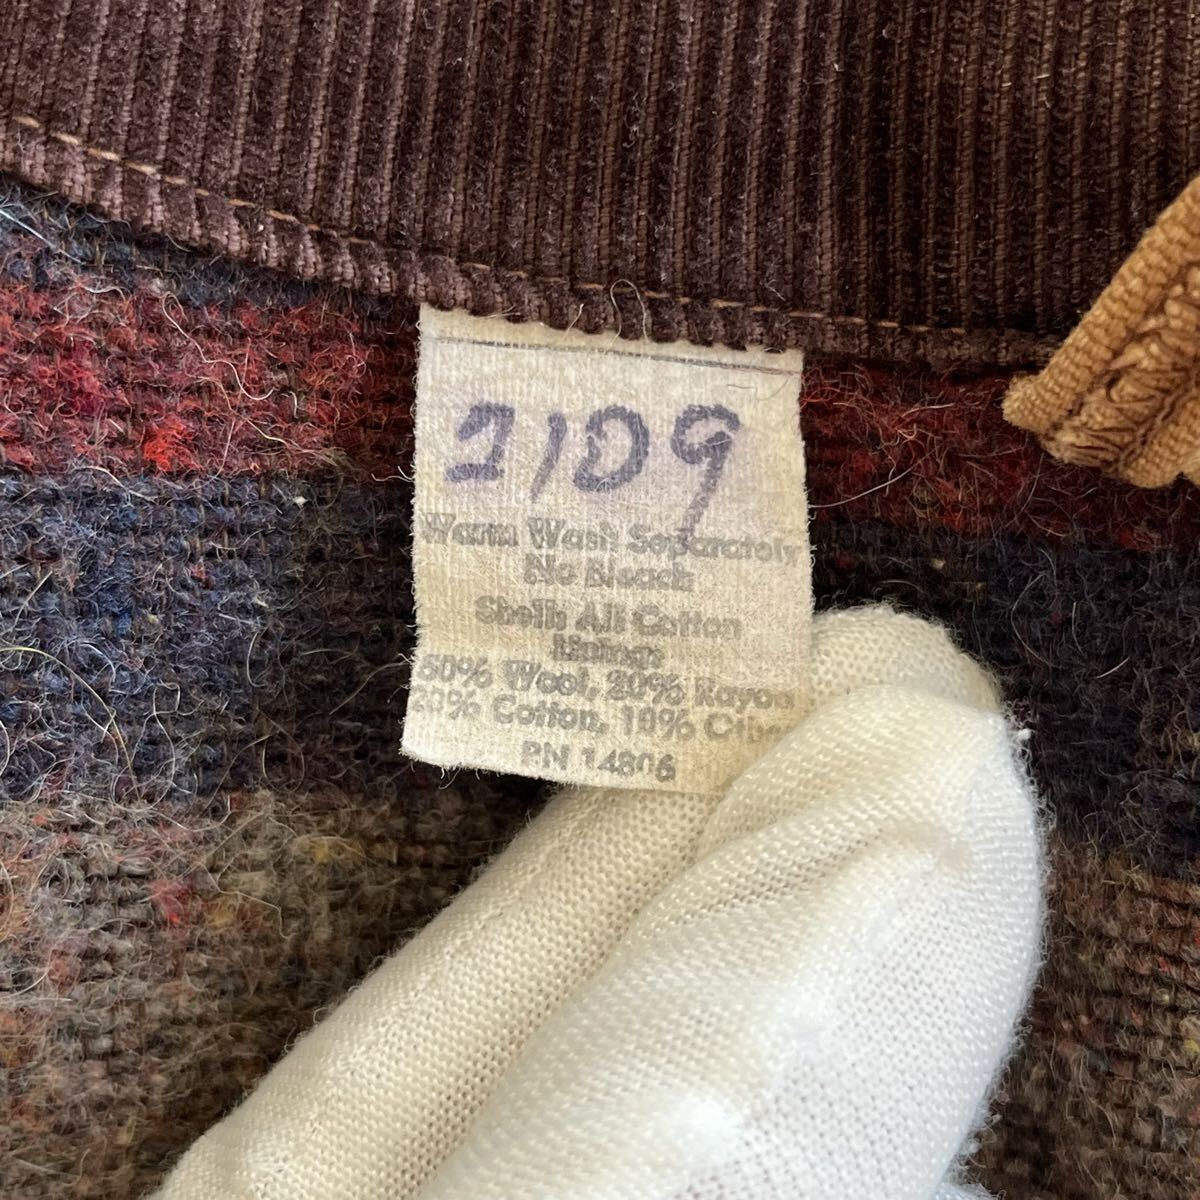 2109
Warm Wash Separately
No Bleach
Shell: All Cotton
Lining:
50% Wool, 20% Rayon
20% Cotton, 10% Other
RN 14806